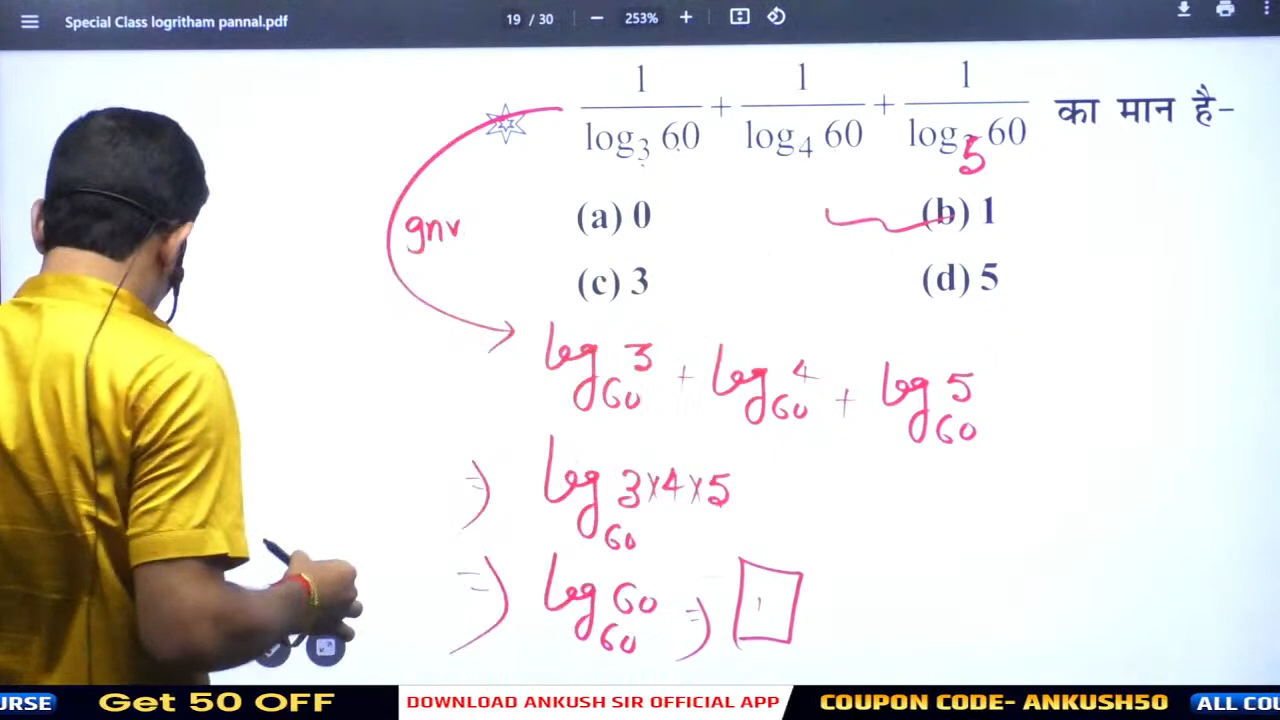 Special Class logritham pannal.pdf 19 / 30 253%
1/log₃ 60 + 1/log₄ 60 + 1/log₅ 60 का मान है-
(a) 0 (b) 1
gnv
(c) 3 (d) 5
log₆₀ 3 + log₆₀ 4 + log₆₀ 5
⇒ log₆₀ 3×4×5
⇒ log₆₀ 60 ⇒ 1
URSE Get 50 OFF DOWNLOAD ANKUSH SIR OFFICIAL APP COUPON CODE- ANKUSH50 ALL COU